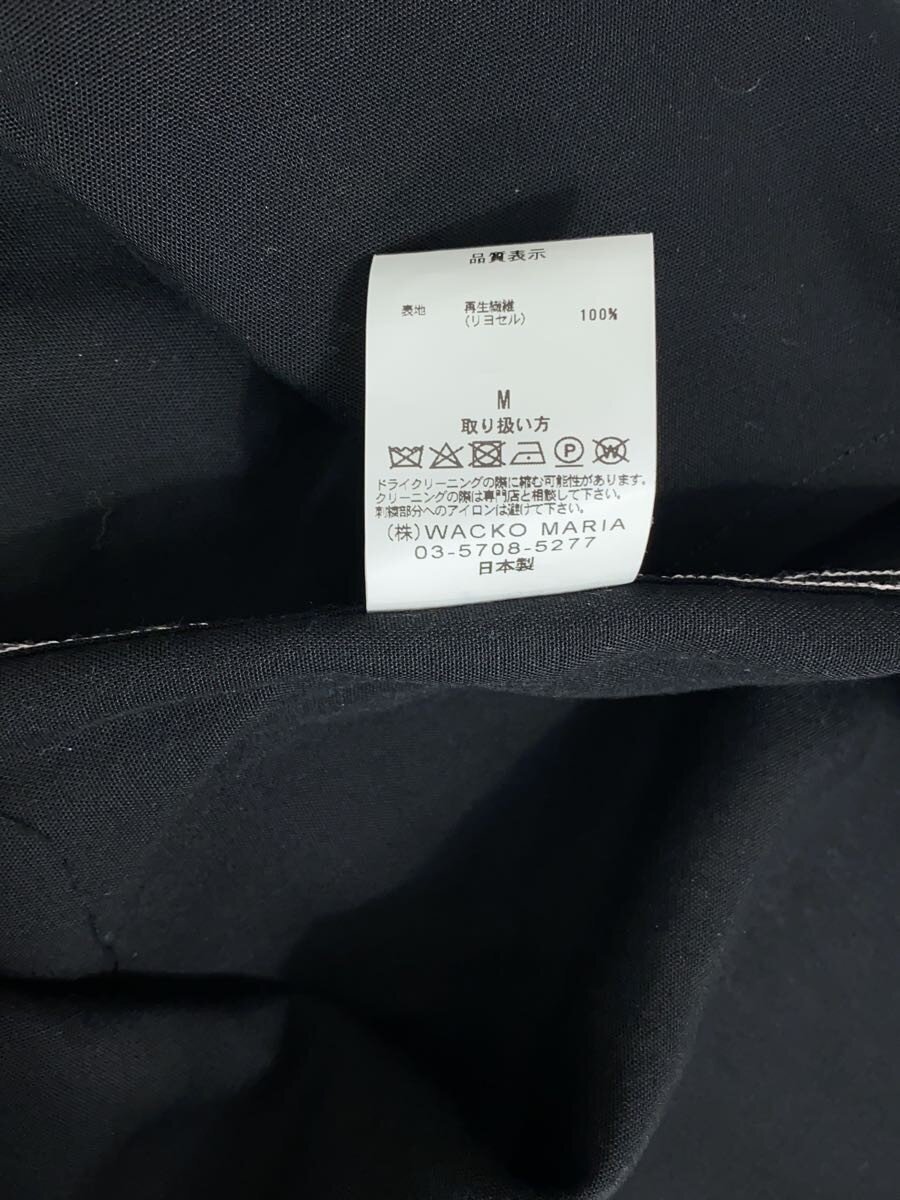 品質表示
表地 再生繊維 100%
(リヨセル)
M
取り扱い方
P W
ドライクリーニングの際に縮む可能性があります。
クリーニングの際は専門店と相談して下さい。
刺繍部分へのアイロンは避けて下さい。
(株)WACKO MARIA
03-5708-5277
日本製